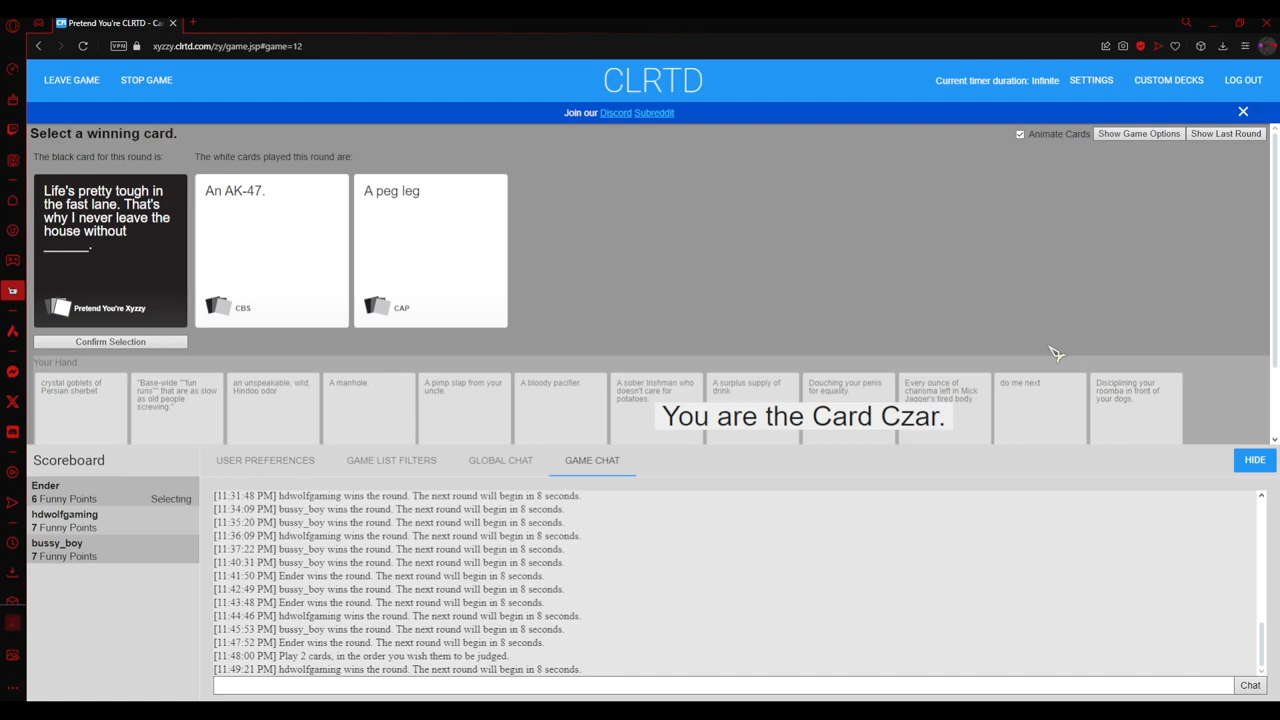 Pretend You're CLRTD - Ca
VPN
xyzzy.clrtd.com/zy/game.jsp#game=12
LEAVE GAME
STOP GAME
CLRTD
Current timer duration: Infinite
SETTINGS
CUSTOM DECKS
LOG OUT
Join our Discord Subreddit
Select a winning card.
Animate Cards
Show Game Options
Show Last Round
The black card for this round is:
The white cards played this round are:
Life's pretty tough in
the fast lane. That's
why I never leave the
house without
______.
Pretend You're Xyzzy
An AK-47.
CBS
A peg leg
CAP
Confirm Selection
Your Hand
crystal goblets of
Persian sherbet
"Base-wide ""fun
runs"" that are as slow
as old people
screwing."
an unspeakable, wild,
Hindoo odor
A manhole.
A pimp slap from your
uncle.
A bloody pacifier.
A sober Irishman who
doesn't care for
potatoes.
A surplus supply of
drink
Douching your penis
for equality.
Every ounce of
charisma left in Mick
Jagger's tired body.
do me next
Disciplining your
roomba in front of
your dogs.
You are the Card Czar.
Scoreboard
Ender
6 Funny Points
Selecting
hdwolfgaming
7 Funny Points
bussy_boy
7 Funny Points
USER PREFERENCES
GAME LIST FILTERS
GLOBAL CHAT
GAME CHAT
HIDE
[11:31:48 PM] hdwolfgaming wins the round. The next round will begin in 8 seconds.
[11:34:09 PM] bussy_boy wins the round. The next round will begin in 8 seconds.
[11:35:20 PM] bussy_boy wins the round. The next round will begin in 8 seconds.
[11:36:09 PM] hdwolfgaming wins the round. The next round will begin in 8 seconds.
[11:37:22 PM] bussy_boy wins the round. The next round will begin in 8 seconds.
[11:40:31 PM] bussy_boy wins the round. The next round will begin in 8 seconds.
[11:41:50 PM] Ender wins the round. The next round will begin in 8 seconds.
[11:42:49 PM] bussy_boy wins the round. The next round will begin in 8 seconds.
[11:43:48 PM] Ender wins the round. The next round will begin in 8 seconds.
[11:44:46 PM] hdwolfgaming wins the round. The next round will begin in 8 seconds.
[11:45:53 PM] bussy_boy wins the round. The next round will begin in 8 seconds.
[11:47:52 PM] Ender wins the round. The next round will begin in 8 seconds.
[11:48:00 PM] Play 2 cards, in the order you wish them to be judged.
[11:49:21 PM] hdwolfgaming wins the round. The next round will begin in 8 seconds.
Chat